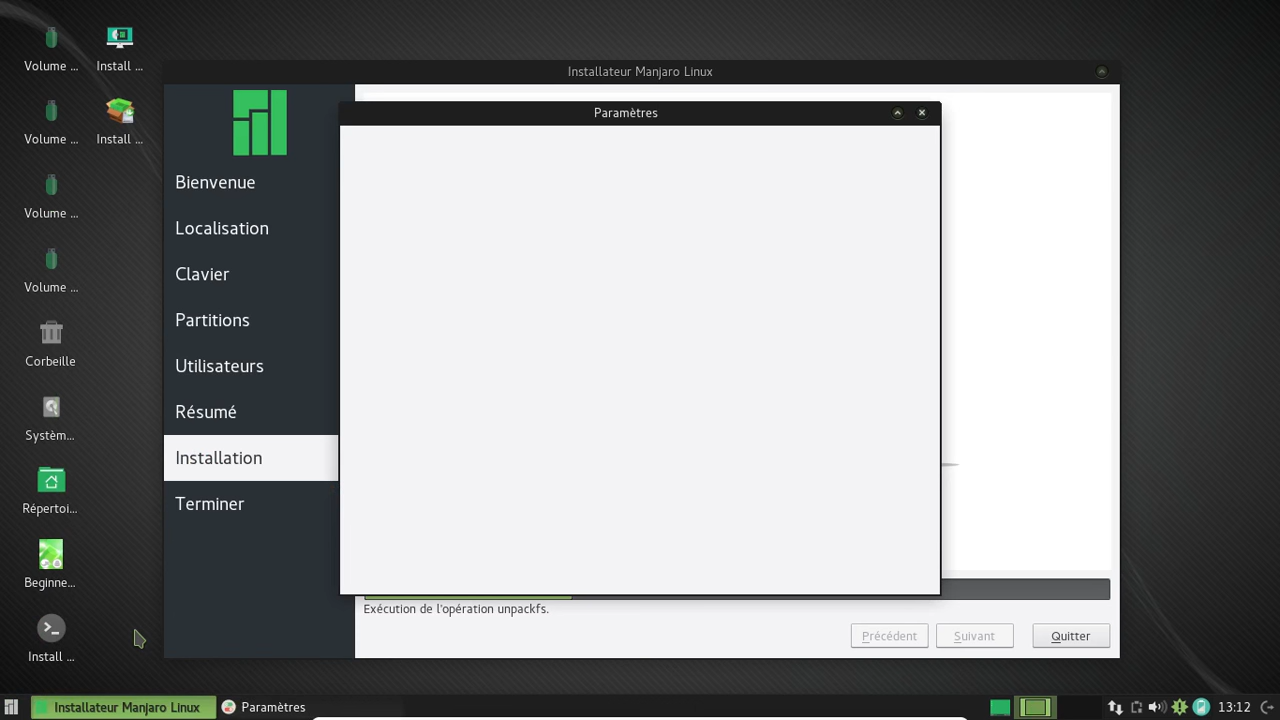 Volume ...
Install ...
Volume ...
Install ...
Volume ...
Volume ...
Corbeille
Systèm...
Répertoi...
Beginne...
Install ...
Installateur Manjaro Linux
Paramètres
Bienvenue
Localisation
Clavier
Partitions
Utilisateurs
Résumé
Installation
Terminer
Exécution de l'opération unpackfs.
Précédent
Suivant
Quitter
Installateur Manjaro Linux
Paramètres
13:12